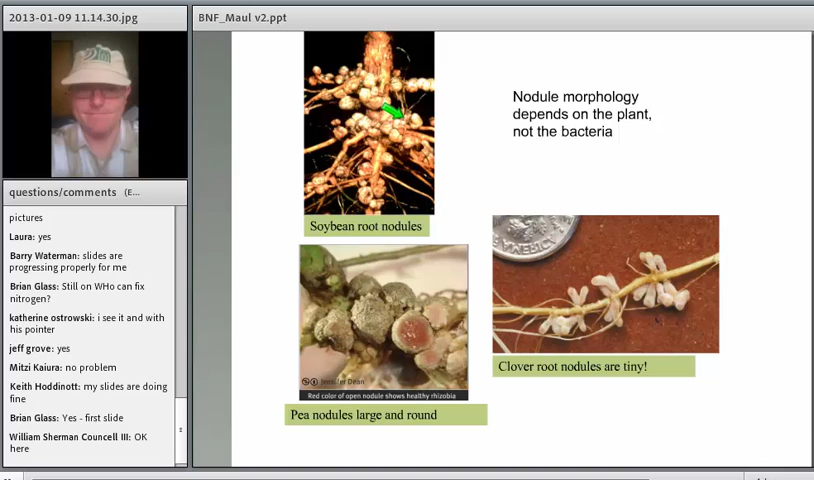 2013-01-09 11.14.30.jpg
questions/comments (E...
pictures
Laura: yes
Barry Waterman: slides are
progressing properly for me
Brian Glass: Still on WHo can fix
nitrogen?
katherine ostrowski: i see it and with
his pointer
jeff grove: yes
Mitzi Kaiura: no problem
Keith Hoddinott: my slides are doing
fine
Brian Glass: Yes - first slide
William Sherman Councell III: OK
here
BNF_Maul v2.ppt
Nodule morphology
depends on the plant,
not the bacteria
Soybean root nodules
Jennifer Dean
Red color of open nodule shows healthy rhizobia
Pea nodules large and round
Clover root nodules are tiny!